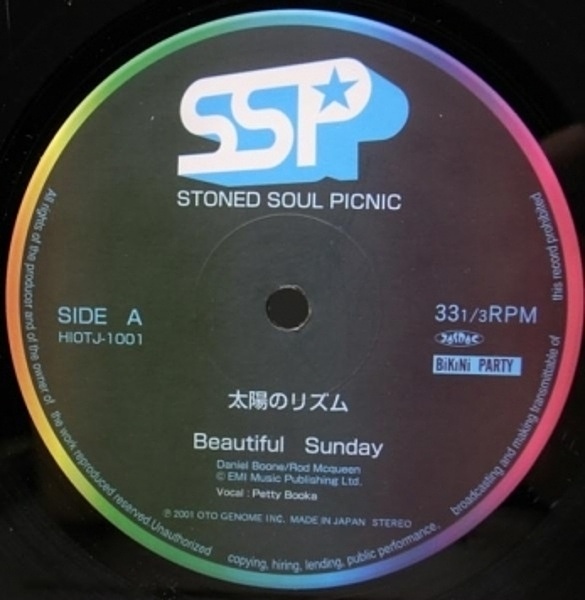 SSP
STONED SOUL PICNIC
SIDE A
HIOTJ-1001
33 1/3RPM
BiKiNi PARTY
太陽のリズム
Beautiful Sunday
Daniel Boone/Rod Mcqueen
© EMI Music Publishing Ltd.
Vocal : Petty Booka
℗ 2001 OTO GENOME INC. MADE IN JAPAN STEREO
All rights of the producer and of the owner of the work reproduced reserved Unauthorized copying, hiring, lending, public performance, broadcasting and making transmittable of this record prohibited